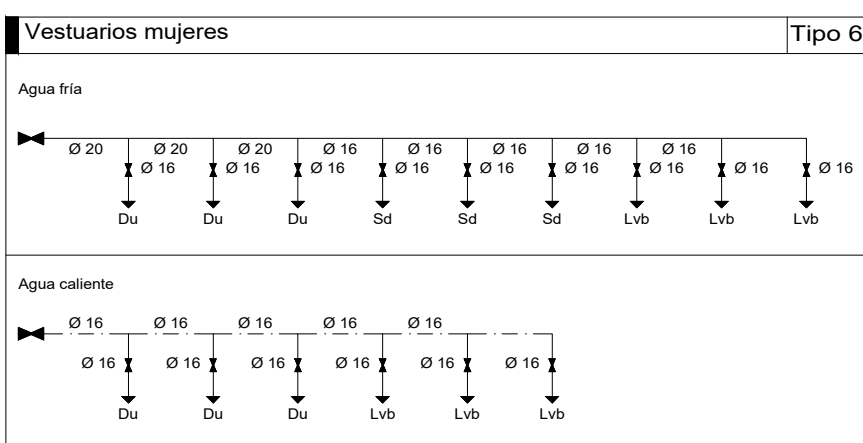 Vestuarios mujeres Tipo 6
Agua fría
Ø 20 Ø 20 Ø 20 Ø 16 Ø 16 Ø 16 Ø 16 Ø 16
Ø 16 Ø 16 Ø 16 Ø 16 Ø 16 Ø 16 Ø 16 Ø 16 Ø 16
Du Du Du Sd Sd Sd Lvb Lvb Lvb
Agua caliente
Ø 16 Ø 16 Ø 16 Ø 16 Ø 16
Ø 16 Ø 16 Ø 16 Ø 16 Ø 16 Ø 16
Du Du Du Lvb Lvb Lvb